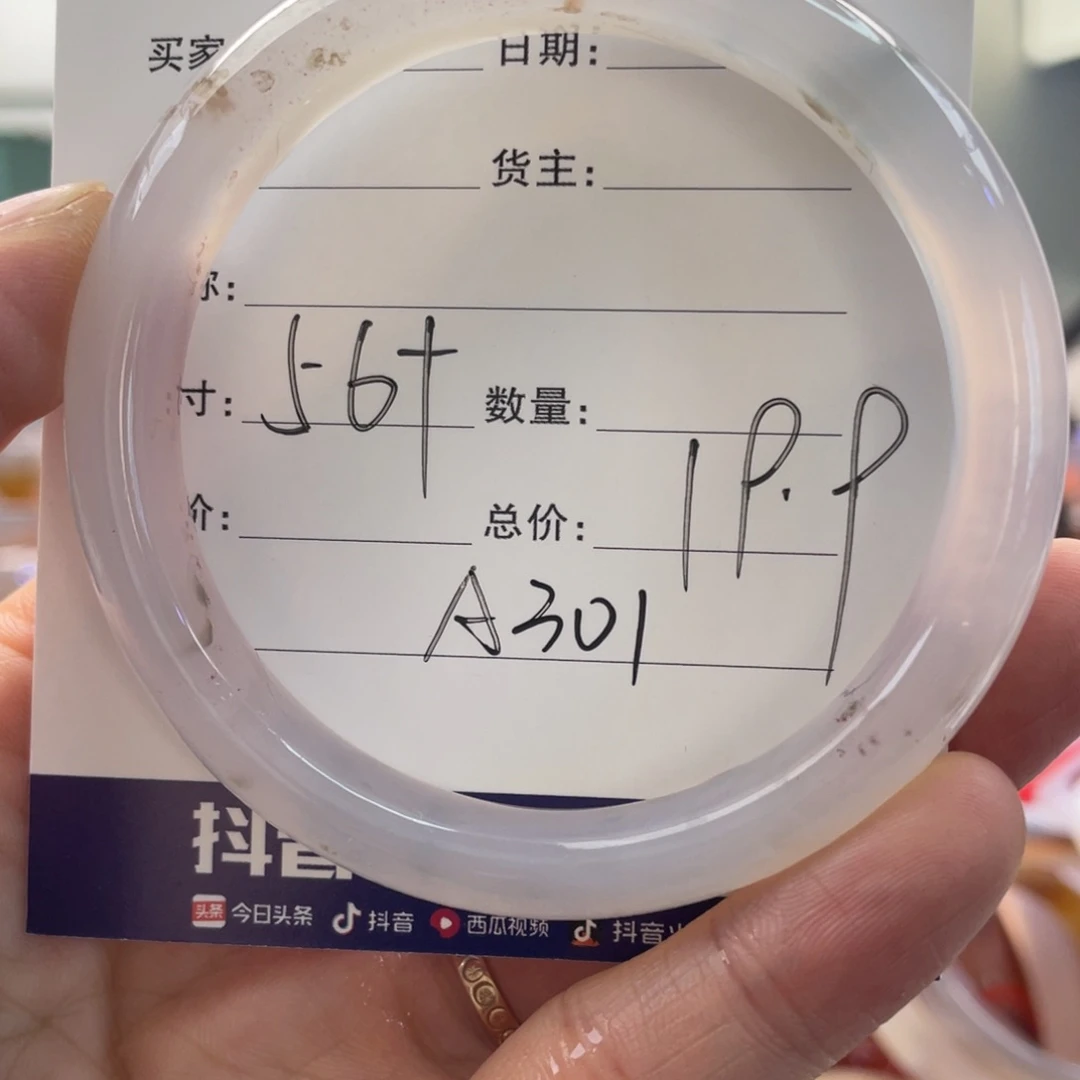 买家 日期:
货主:
称:
寸: 56+ 数量:
价: 总价: 19.9
A301
抖音
头条 今日头条 抖音 西瓜视频 抖音火